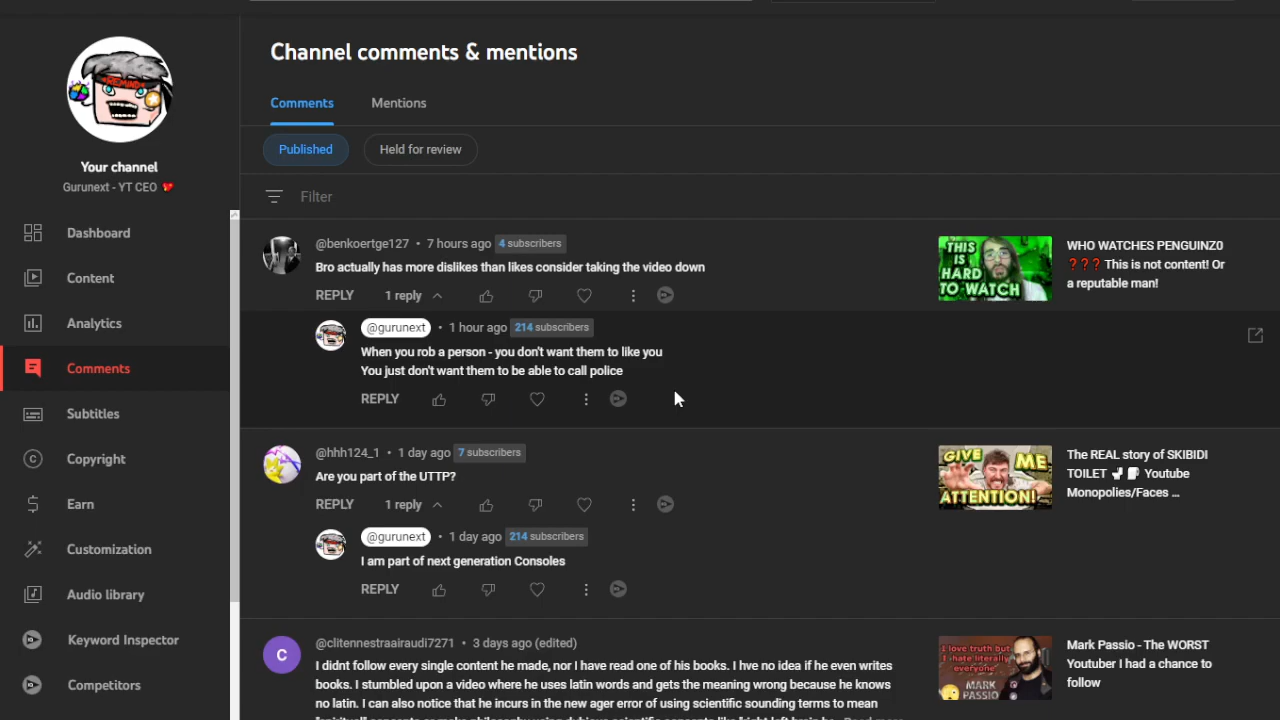 Channel comments & mentions
Comments
Mentions
Published
Held for review
Filter
REMIND
Your channel
Gurunext - YT CEO
Dashboard
Content
Analytics
Comments
Subtitles
Copyright
Earn
Customization
Audio library
Keyword Inspector
Competitors
@benkoertge127 • 7 hours ago 4 subscribers
Bro actually has more dislikes than likes consider taking the video down
REPLY 1 reply
THIS IS
HARD
TO WATCH
WHO WATCHES PENGUINZ0
❓❓❓ This is not content! Or
a reputable man!
@gurunext • 1 hour ago 214 subscribers
When you rob a person - you don't want them to like you
You just don't want them to be able to call police
REPLY
@hhh124_1 • 1 day ago 7 subscribers
Are you part of the UTTP?
REPLY 1 reply
GIVE ME
ATTENTION!
The REAL story of SKIBIDI
TOILET 🚽🧻 Youtube
Monopolies/Faces ...
@gurunext • 1 day ago 214 subscribers
I am part of next generation Consoles
REPLY
C
@clitennestraairaudi7271 • 3 days ago (edited)
I didnt follow every single content he made, nor I have read one of his books. I hve no idea if he even writes
books. I stumbled upon a video where he uses latin words and gets the meaning wrong because he knows
no latin. I can also notice that he incurs in the new ager error of using scientific sounding terms to mean
I love truth but
I hate literally
everyone
MARK
PASSIO
Mark Passio - The WORST
Youtuber I had a chance to
follow